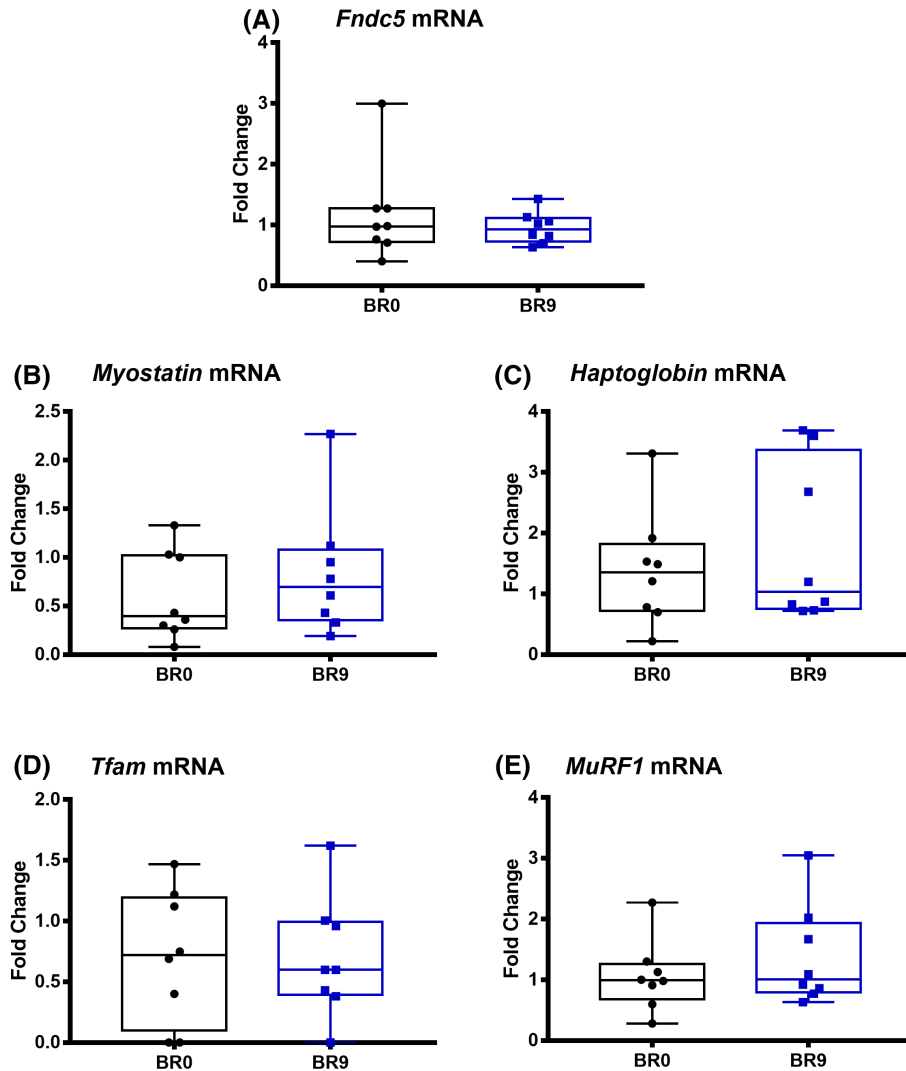 (A) Fndc5 mRNA
Fold Change
4
3
2
1
0
BR0 BR9
(B) Myostatin mRNA
Fold Change
2.5
2.0
1.5
1.0
0.5
0.0
BR0 BR9
(C) Haptoglobin mRNA
Fold Change
4
3
2
1
0
BR0 BR9
(D) Tfam mRNA
Fold Change
2.0
1.5
1.0
0.5
0.0
BR0 BR9
(E) MuRF1 mRNA
Fold Change
4
3
2
1
0
BR0 BR9